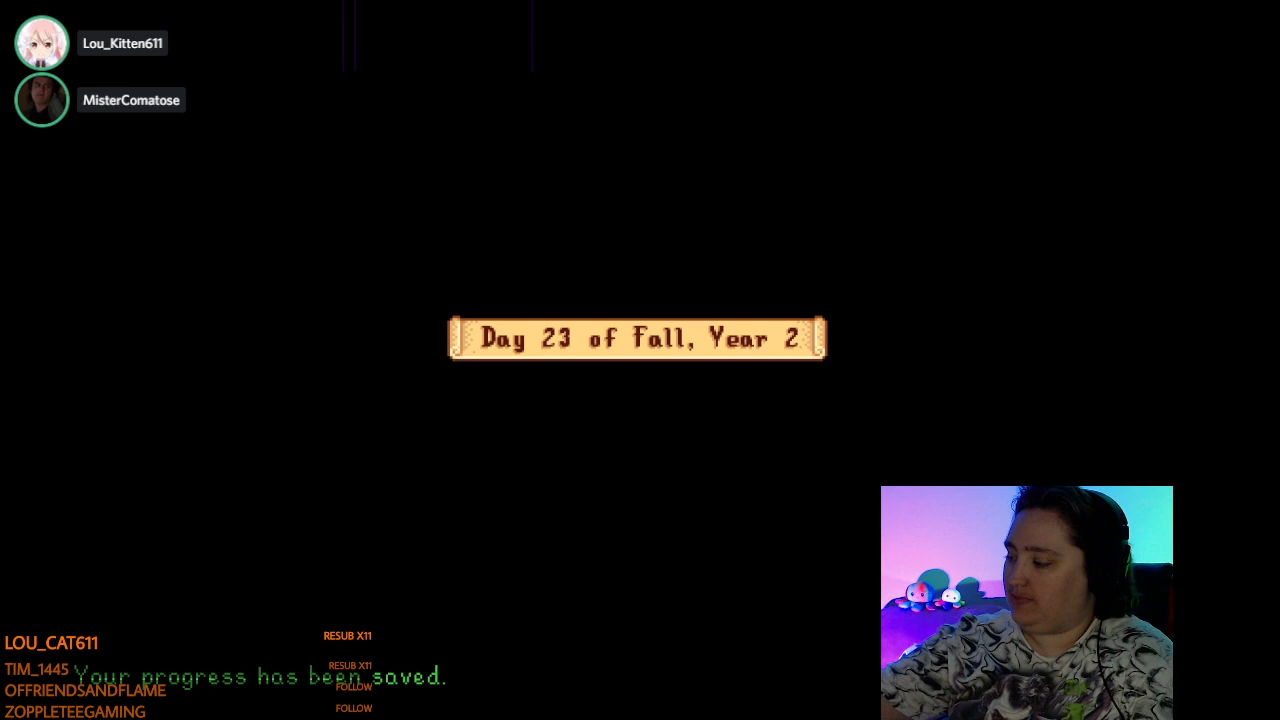 Lou_Kitten611
MisterComatose
Day 23 of Fall, Year 2
LOU_CAT611 RESUB X11
TIM_1445 RESUB X11
Your progress has been saved.
OFFRIENDSANDFLAME FOLLOW
ZOPPLETEEGAMING FOLLOW